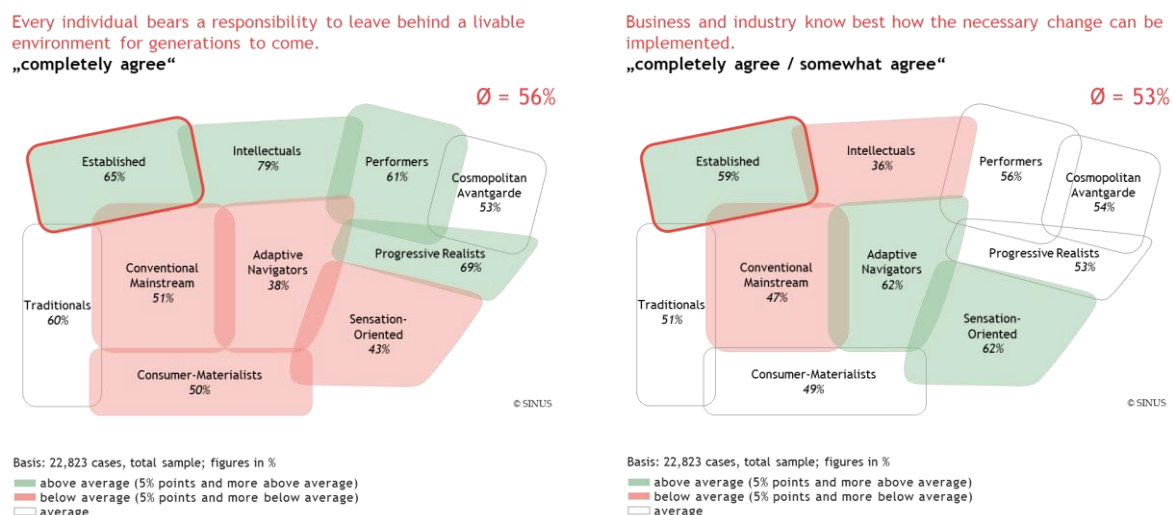 Every individual bears a responsibility to leave behind a livable
environment for generations to come.
„completely agree“
Ø = 56%
Established
65%
Intellectuals
79%
Performers
61%
Cosmopolitan
Avantgarde
53%
Progressive Realists
69%
Adaptive
Navigators
38%
Conventional
Mainstream
51%
Traditionals
60%
Sensation-
Oriented
43%
Consumer-Materialists
50%
© SINUS
Basis: 22,823 cases, total sample; figures in %
above average (5% points and more above average)
below average (5% points and more below average)
average
Business and industry know best how the necessary change can be
implemented.
„completely agree / somewhat agree“
Ø = 53%
Established
59%
Intellectuals
36%
Performers
56%
Cosmopolitan
Avantgarde
54%
Progressive Realists
53%
Adaptive
Navigators
62%
Conventional
Mainstream
47%
Traditionals
51%
Sensation-
Oriented
62%
Consumer-Materialists
49%
© SINUS
Basis: 22,823 cases, total sample; figures in %
above average (5% points and more above average)
below average (5% points and more below average)
average